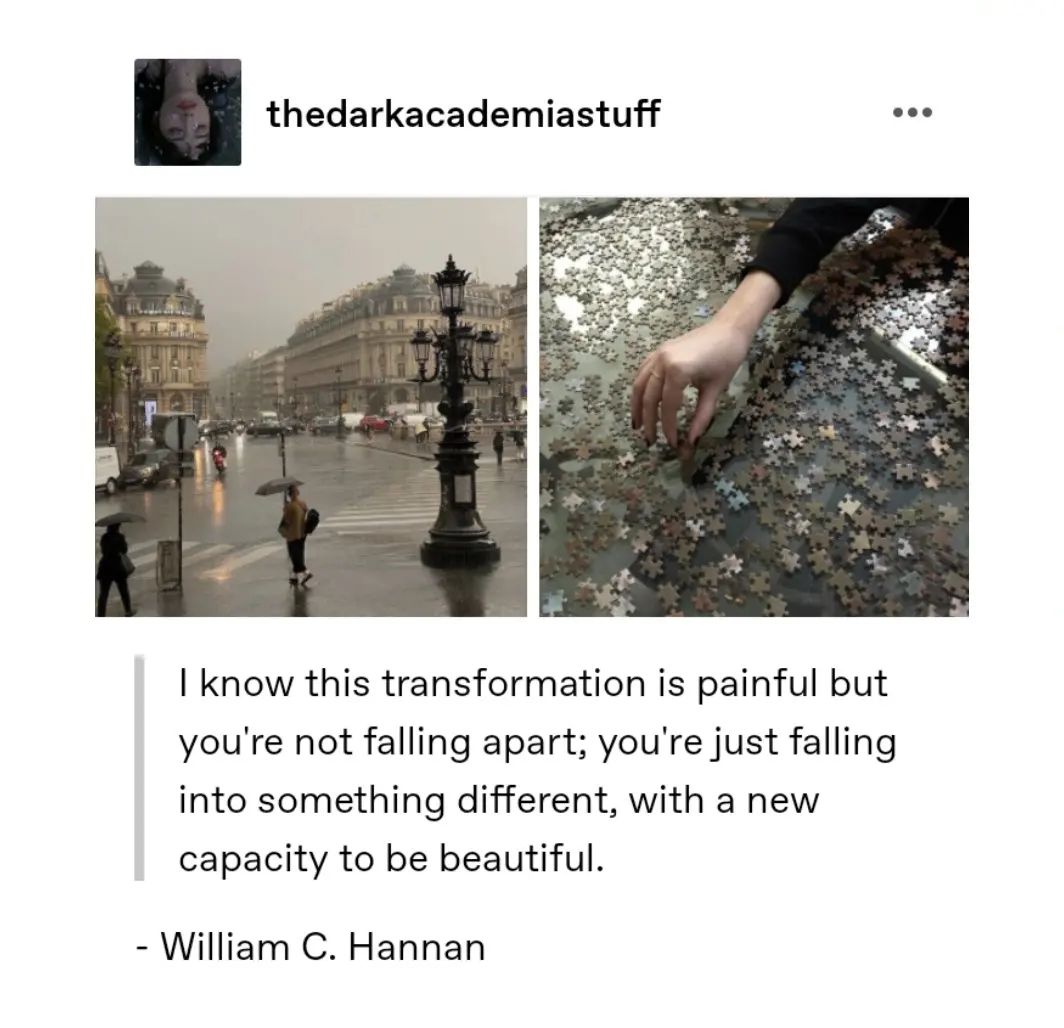 thedarkacademiastuff
I know this transformation is painful but
you're not falling apart; you're just falling
into something different, with a new
capacity to be beautiful.
- William C. Hannan